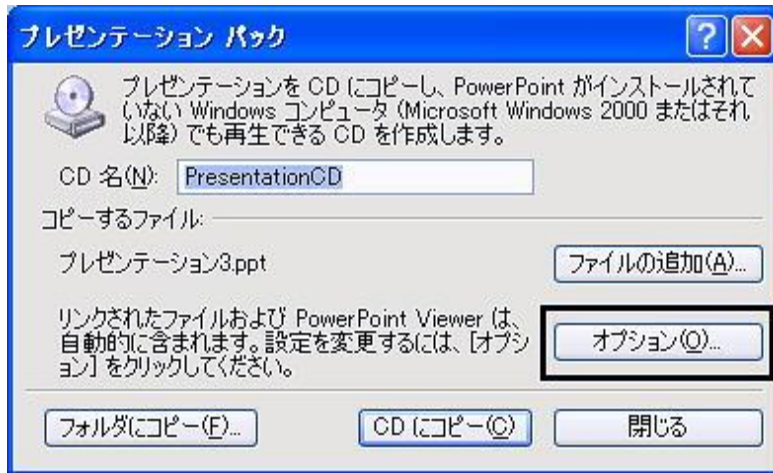 プレゼンテーション パック
プレゼンテーションを CD にコピーし、PowerPoint がインストールされて
いない Windows コンピュータ (Microsoft Windows 2000 またはそれ
以降) でも再生できる CD を作成します。
CD 名(N): PresentationCD
コピーするファイル:
プレゼンテーション3.ppt ファイルの追加(A)...
リンクされたファイルおよび PowerPoint Viewer は、
自動的に含まれます。設定を変更するには、[オプシ
ョン] をクリックしてください。
オプション(O)...
フォルダにコピー(F)... CD にコピー(C) 閉じる